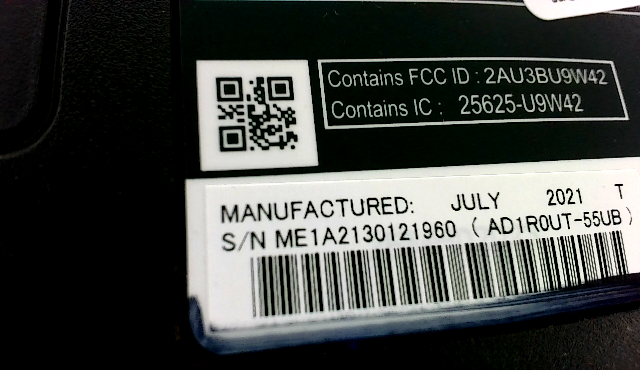 Contains FCC ID : 2AU3BU9W42
Contains IC : 25625-U9W42
MANUFACTURED: JULY 2021 T
S/N ME1A2130121960 ( AD1R0UT-55UB )